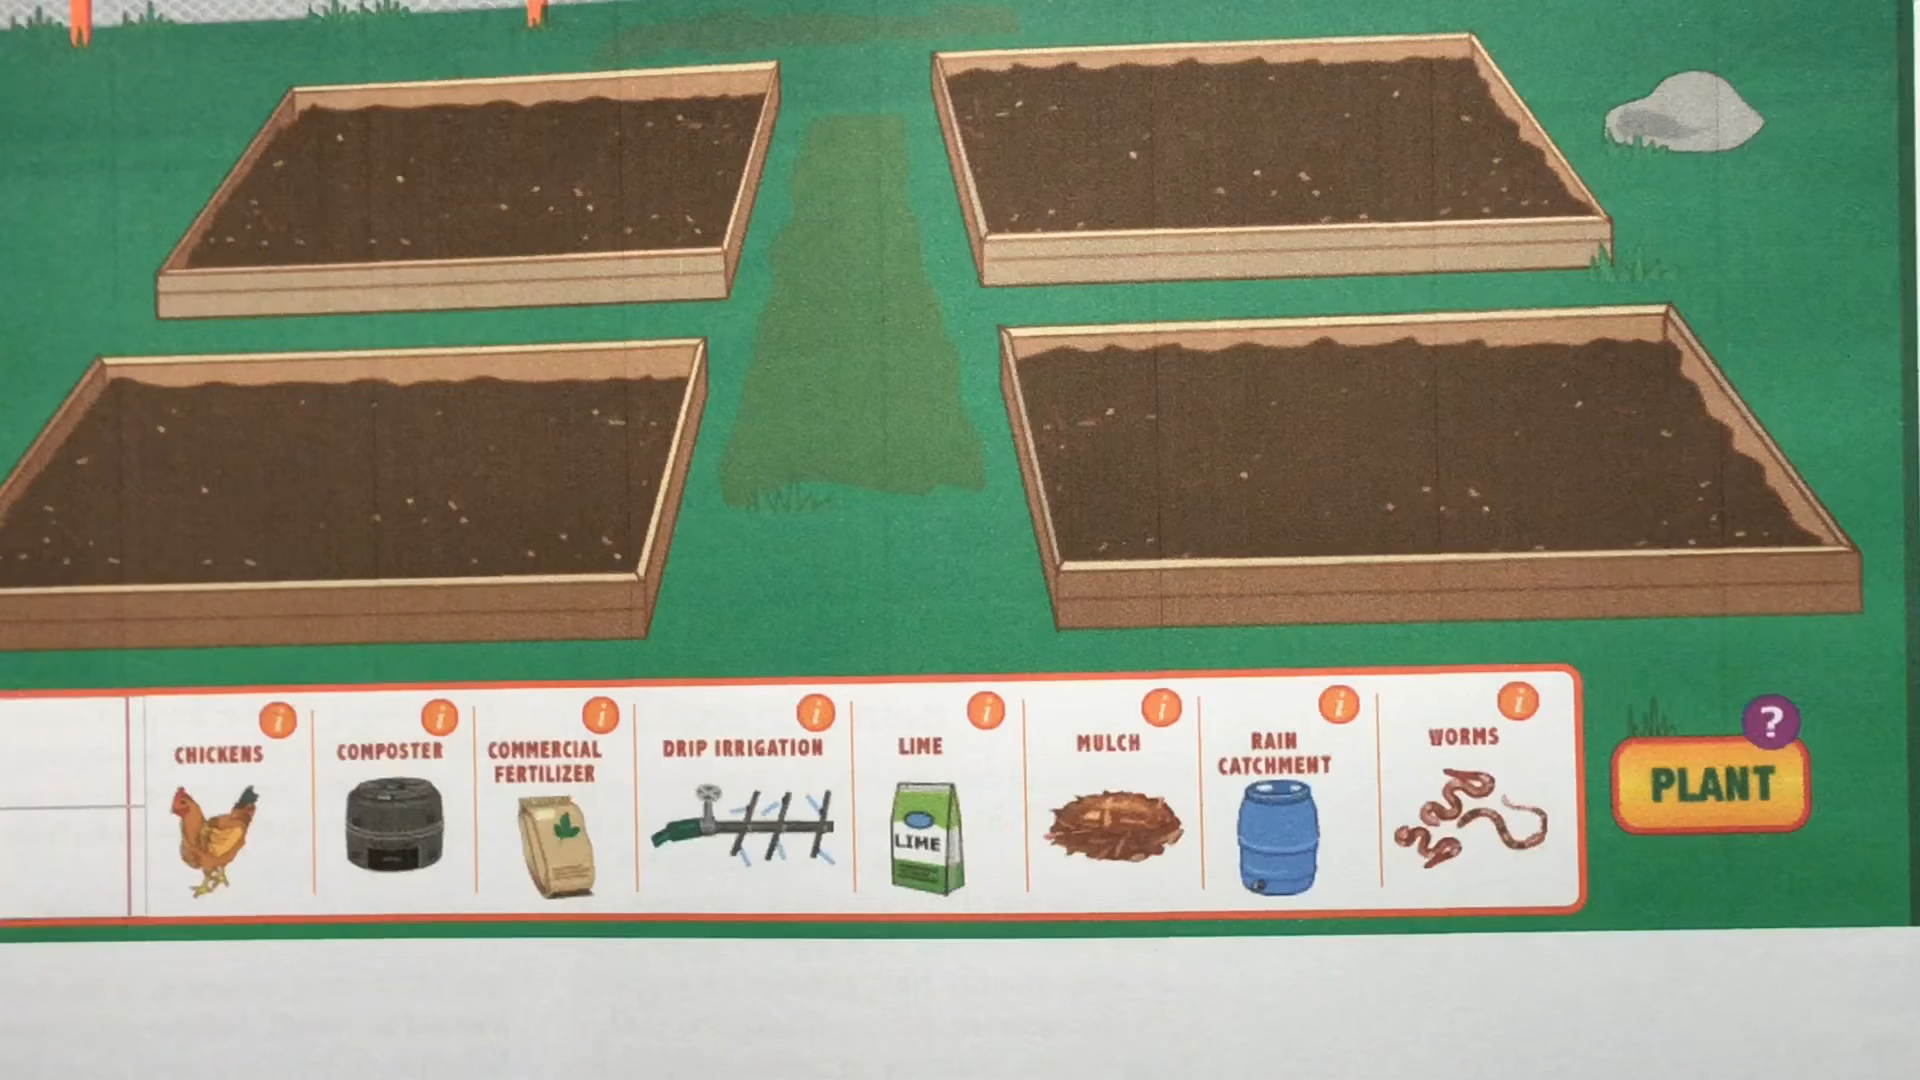 CHICKENS
COMPOSTER
COMMERCIAL
FERTILIZER
DRIP IRRIGATION
LIME
LIME
MULCH
RAIN
CATCHMENT
WORMS
PLANT
?
i
i
i
i
i
i
i
i